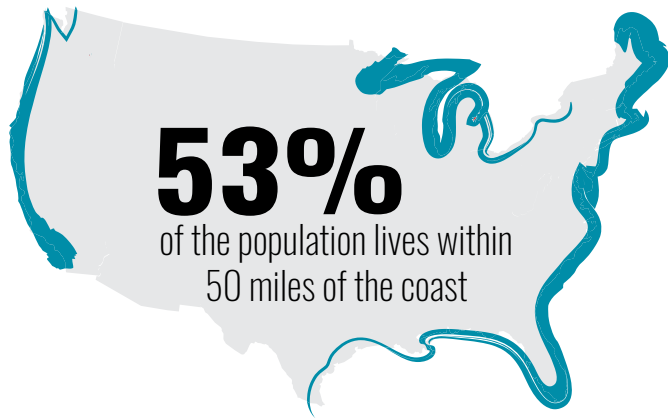 53%
of the population lives within
50 miles of the coast